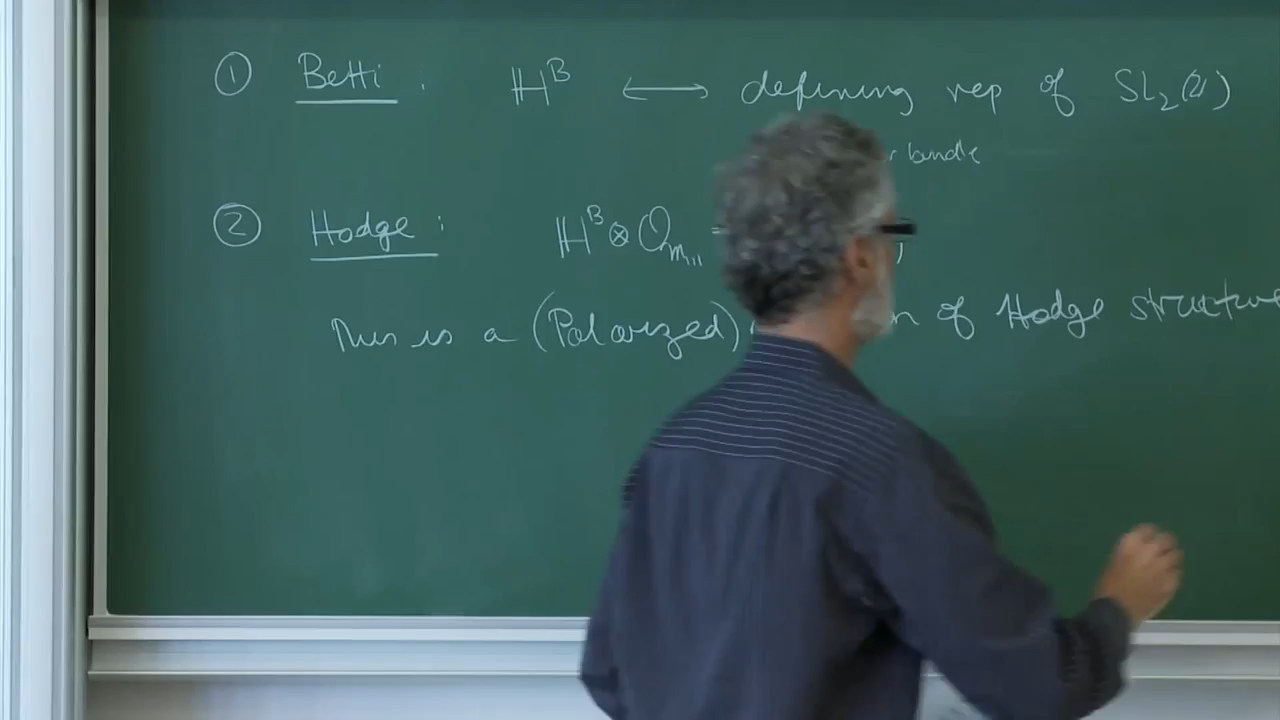 ① Betti : ℍ^B ⟷ defining rep of SL₂(ℤ)
bundle
② Hodge : ℍ^B ⊗ O_{M₁,₁}
This is a (Polarized) of Hodge structure